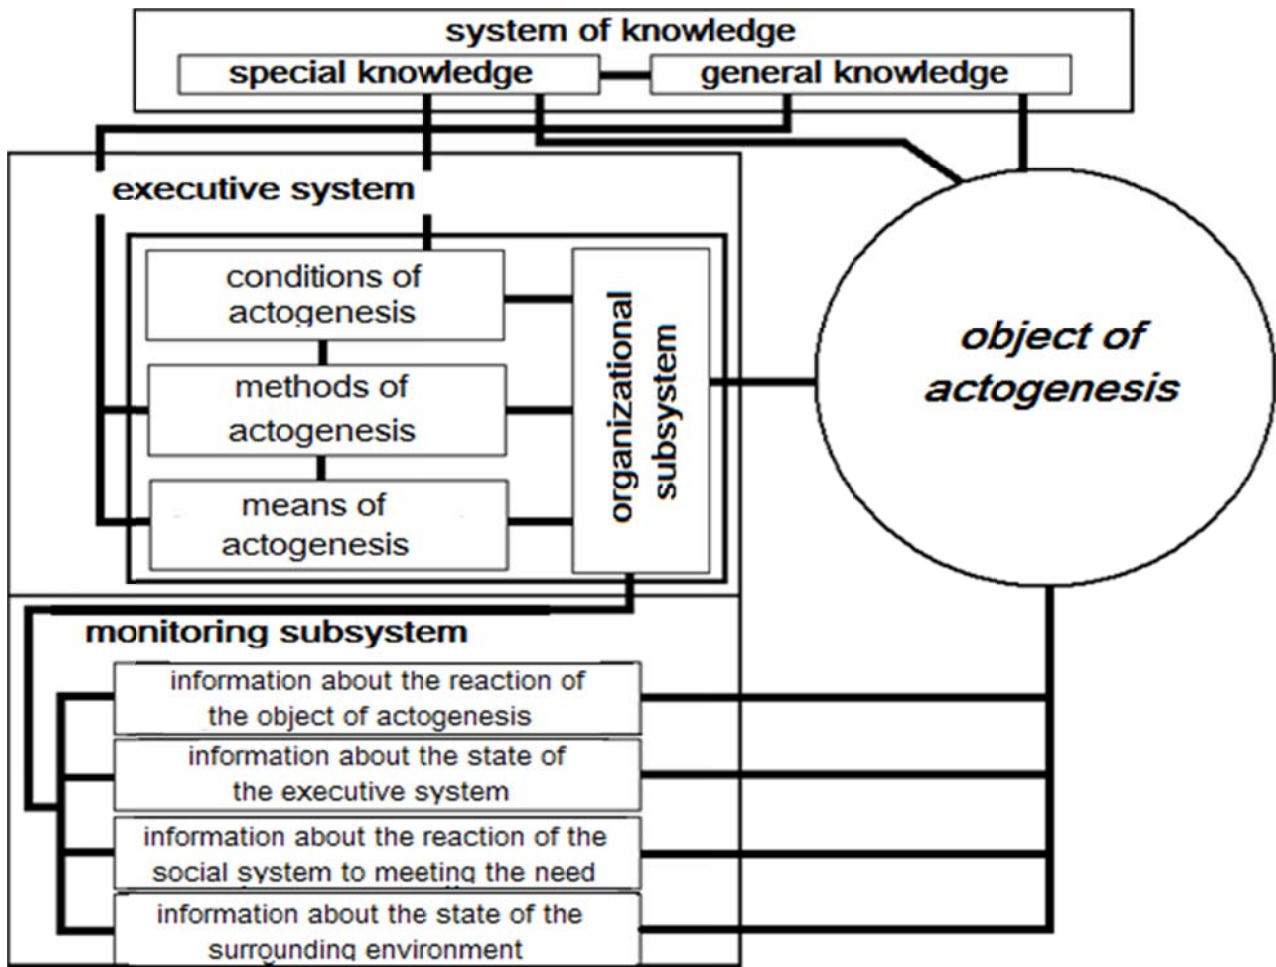 system of knowledge
special knowledge
general knowledge
executive system
conditions of
actogenesis
methods of
actogenesis
means of
actogenesis
organizational
subsystem
object of
actogenesis
monitoring subsystem
information about the reaction of
the object of actogenesis
information about the state of
the executive system
information about the reaction of the
social system to meeting the need
information about the state of the
surrounding environment